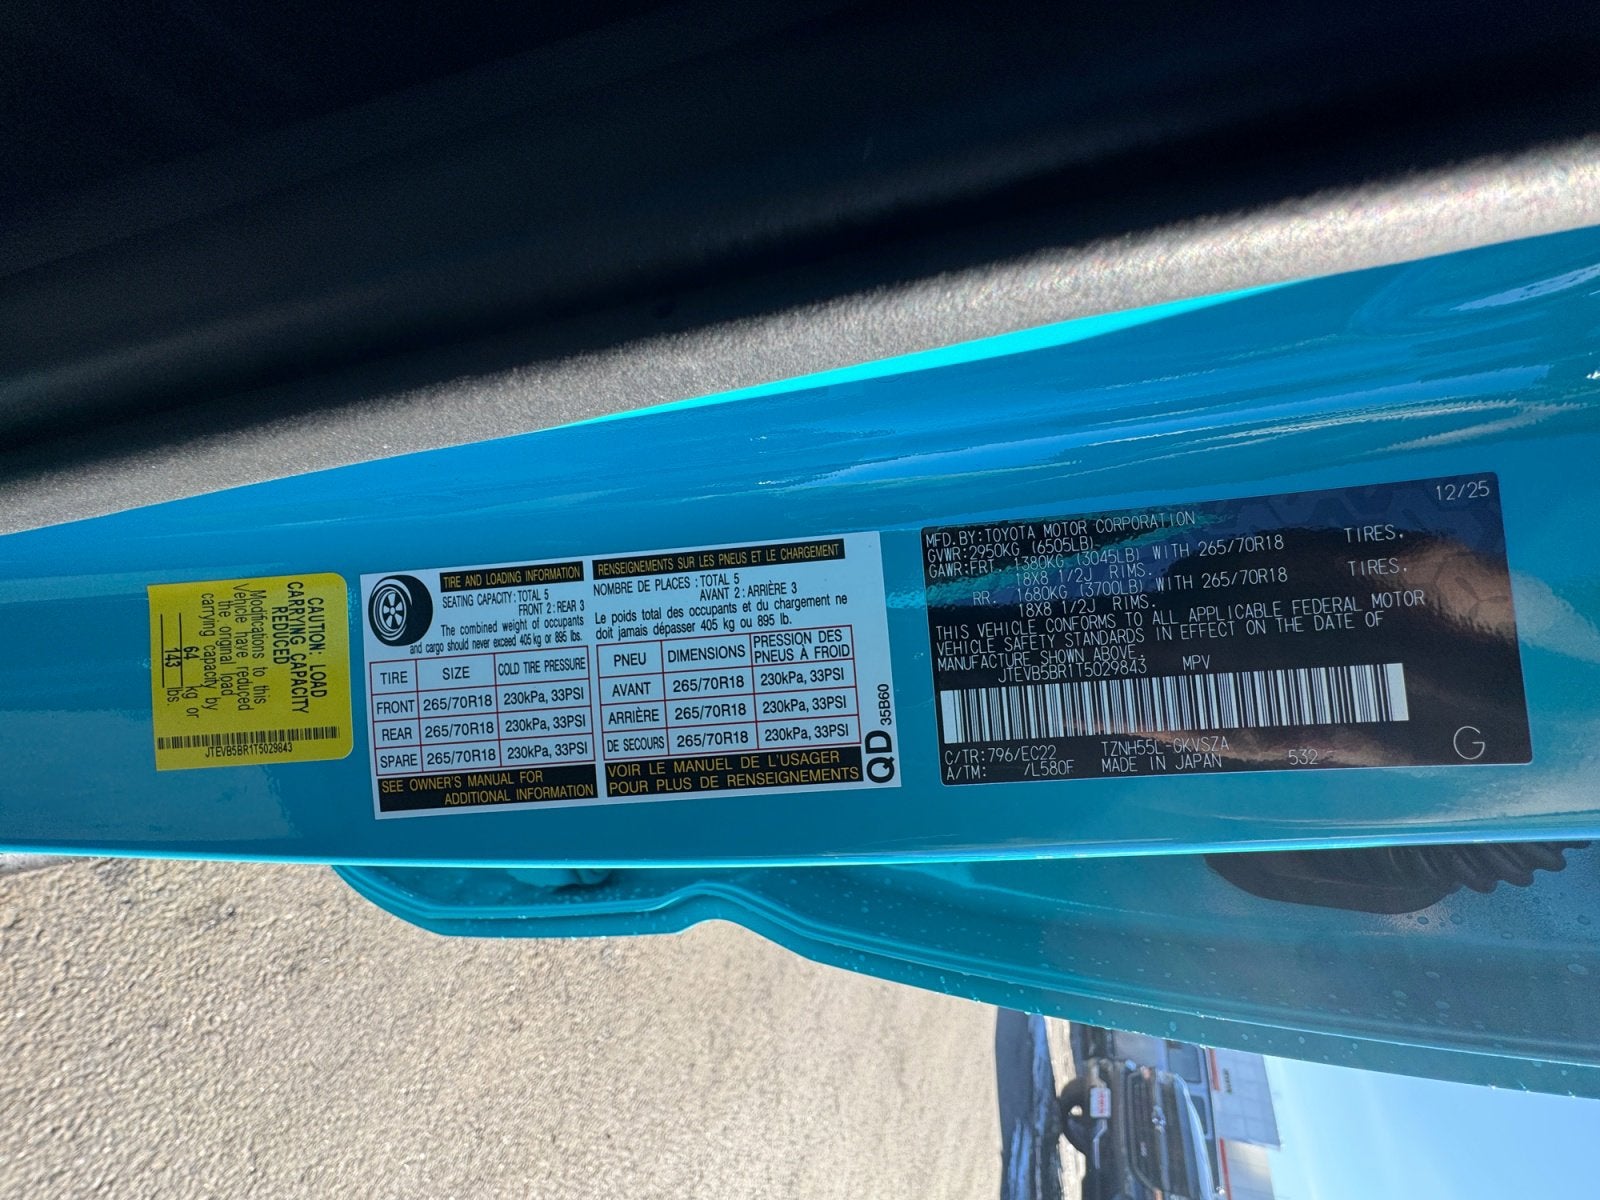 CAUTION: LOAD
CARRYING CAPACITY
REDUCED
Modifications to this
Vehicle have reduced
the original load
carrying capacity by
64 kg or
143 lbs.
JTEVB5BR1T5029843
TIRE AND LOADING INFORMATION
SEATING CAPACITY: TOTAL 5
FRONT 2: REAR 3
The combined weight of occupants
and cargo should never exceed 405 kg or 895 lbs.
TIRE SIZE COLD TIRE PRESSURE
FRONT 265/70R18 230kPa, 33PSI
REAR 265/70R18 230kPa, 33PSI
SPARE 265/70R18 230kPa, 33PSI
SEE OWNER'S MANUAL FOR
ADDITIONAL INFORMATION
RENSEIGNEMENTS SUR LES PNEUS ET LE CHARGEMENT
NOMBRE DE PLACES : TOTAL 5
AVANT 2: ARRIÈRE 3
Le poids total des occupants et du chargement ne
doit jamais dépasser 405 kg ou 895 lb.
PNEU DIMENSIONS PRESSION DES
PNEUS À FROID
AVANT 265/70R18 230kPa, 33PSI
ARRIÈRE 265/70R18 230kPa, 33PSI
DE SECOURS 265/70R18 230kPa, 33PSI
VOIR LE MANUEL DE L'USAGER
POUR PLUS DE RENSEIGNEMENTS
QD 35B60
12/25
MFD.BY: TOYOTA MOTOR CORPORATION
GVWR: 2950KG (6505LB)
GAWR: FRT. 1380KG (3045LB) WITH 265/70R18 TIRES,
18X8 1/2J RIMS.
RR. 1680KG (3700LB) WITH 265/70R18 TIRES,
18X8 1/2J RIMS.
THIS VEHICLE CONFORMS TO ALL APPLICABLE FEDERAL MOTOR
VEHICLE SAFETY STANDARDS IN EFFECT ON THE DATE OF
MANUFACTURE SHOWN ABOVE.
JTEVB5BR1T5029843 MPV
C/TR: 796/EC22 TZNH55L-GKVSZA
A/TM: /L580F MADE IN JAPAN 532 G